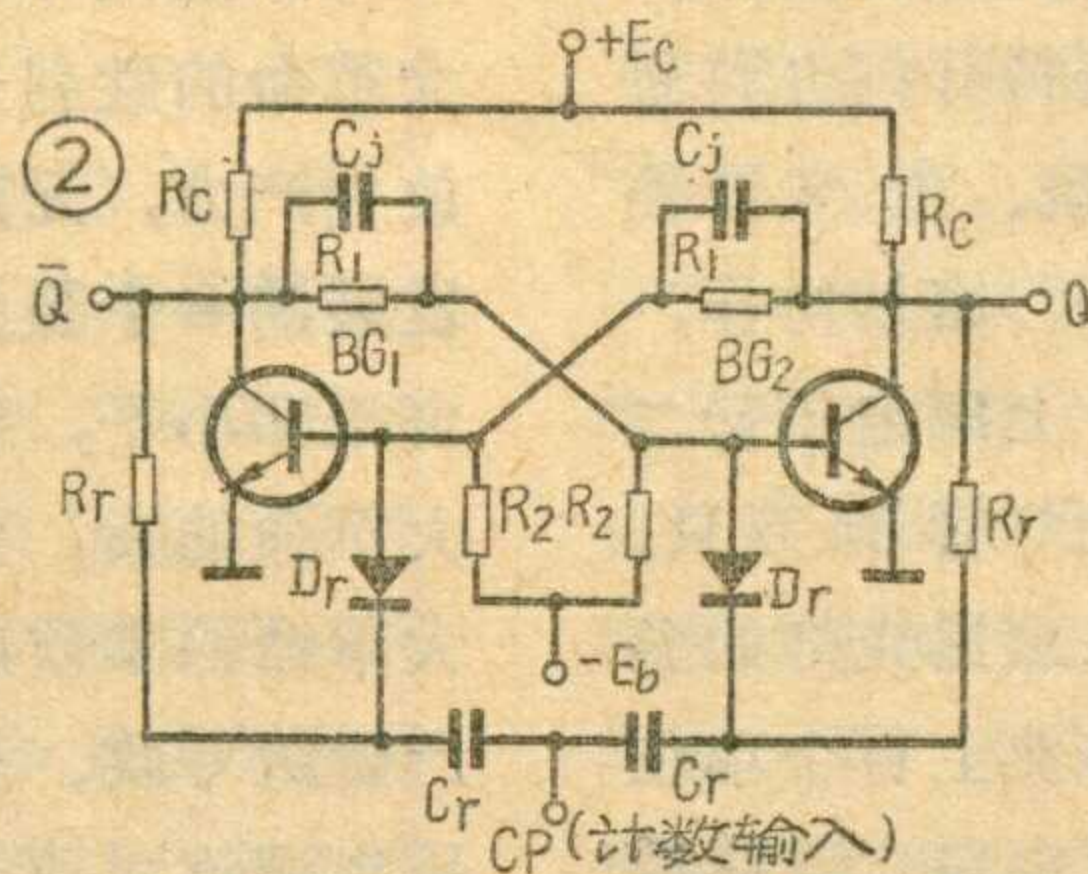 +Ec
②
Cj Cj
Rc R1 R1 Rc
Q̄ Q
BG1 BG2
Rr R2 R2 Rr
Dr Dr
-Eb
Cr Cr
CP (计数输入)